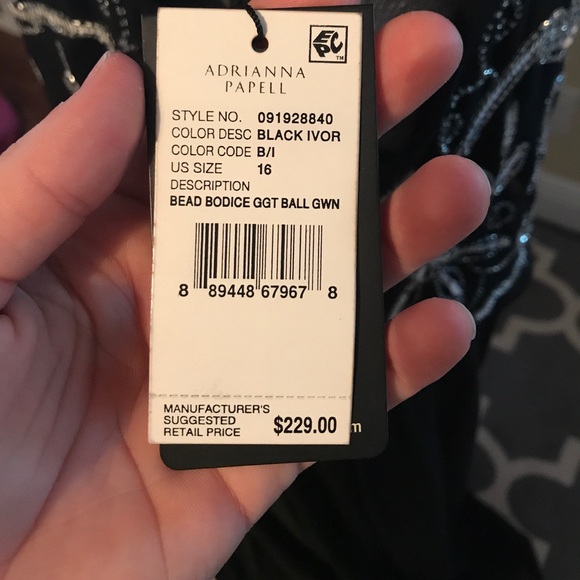 EPC™
ADRIANNA
PAPELL
STYLE NO. 091928840
COLOR DESC BLACK IVOR
COLOR CODE B/I
US SIZE 16
DESCRIPTION
BEAD BODICE GGT BALL GWN
8 89448 67967 8
MANUFACTURER'S
SUGGESTED
RETAIL PRICE $229.00
m